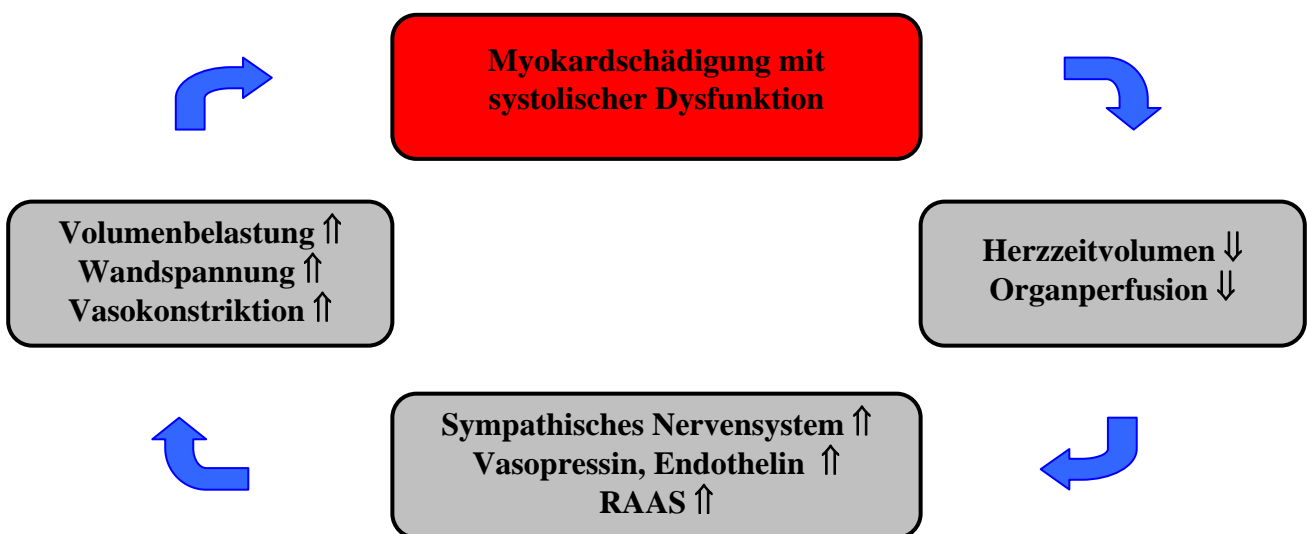 Myokardschädigung mit
systolischer Dysfunktion
Volumenbelastung ⇑
Wandspannung ⇑
Vasokonstriktion ⇑
Herzzeitvolumen ⇓
Organperfusion ⇓
Sympathisches Nervensystem ⇑
Vasopressin, Endothelin ⇑
RAAS ⇑